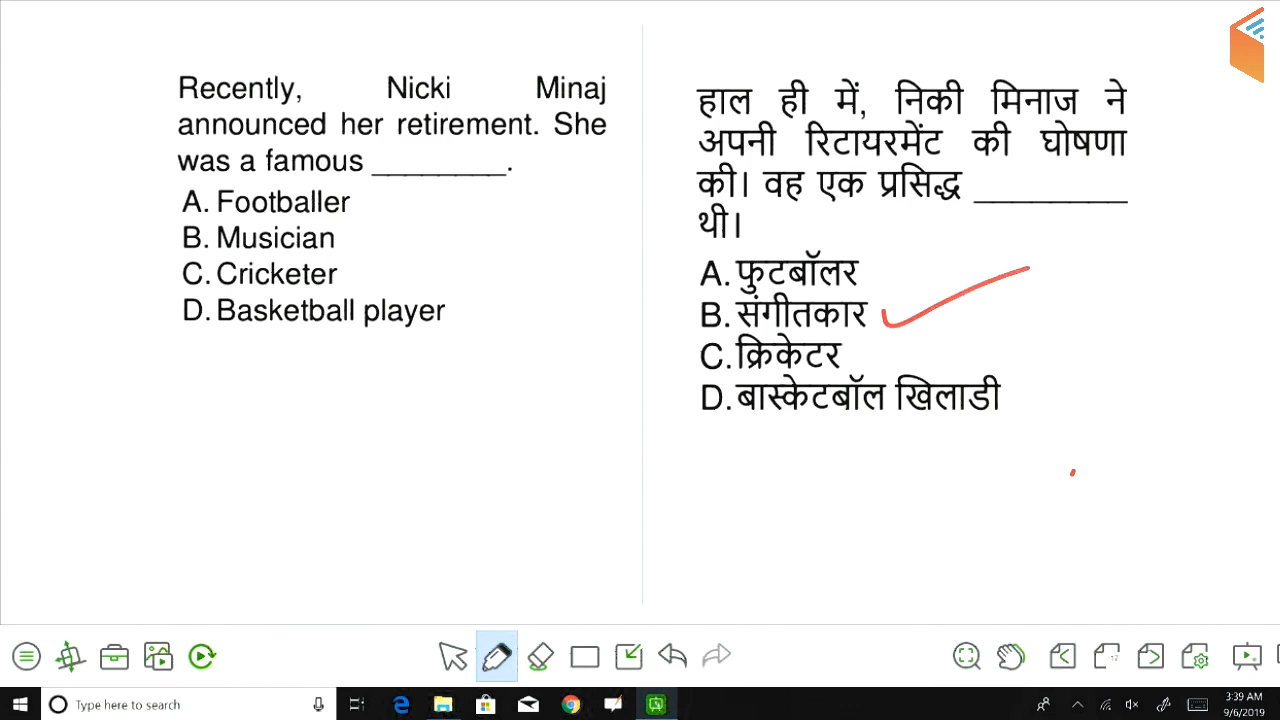 Recently, Nicki Minaj
announced her retirement. She
was a famous ________.
A. Footballer
B. Musician
C. Cricketer
D. Basketball player
हाल ही में, निकी मिनाज ने
अपनी रिटायरमेंट की घोषणा
की। वह एक प्रसिद्ध ________
थी।
A. फुटबॉलर
B. संगीतकार
C. क्रिकेटर
D. बास्केटबॉल खिलाडी
Type here to search
3:39 AM
9/6/2019